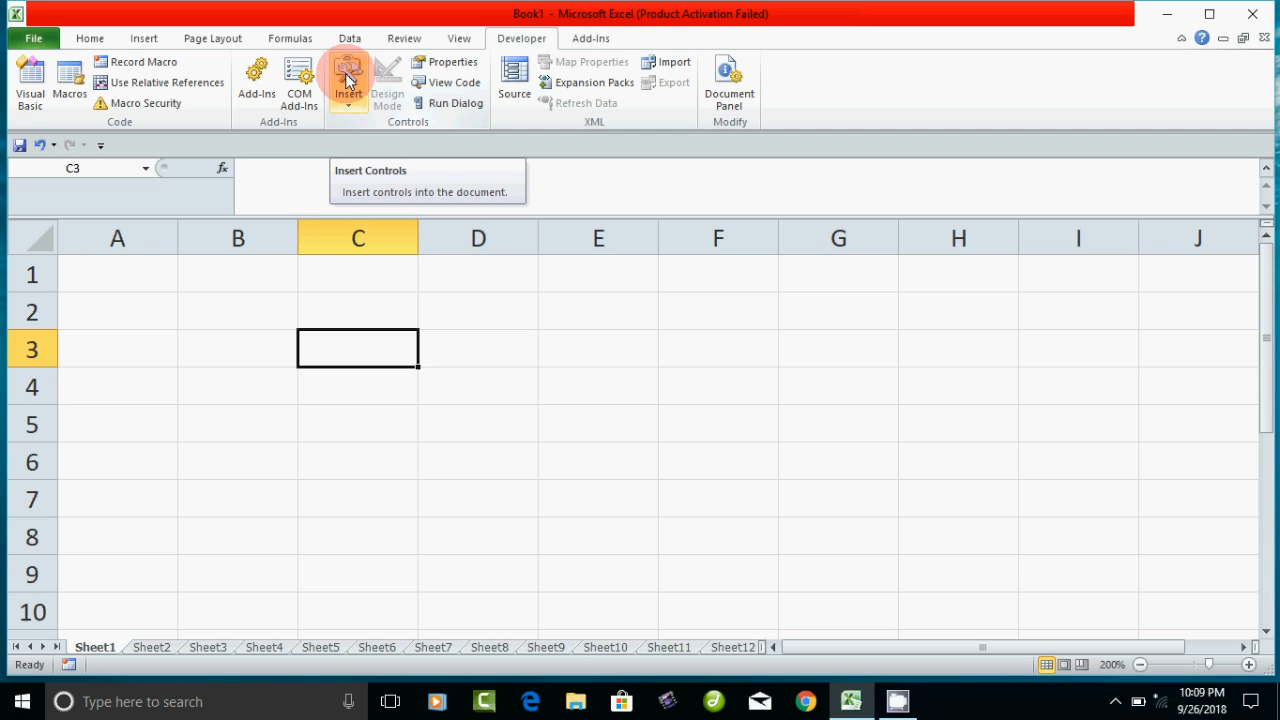 Book1 - Microsoft Excel (Product Activation Failed)
File Home Insert Page Layout Formulas Data Review View Developer Add-Ins
Visual Basic
Macros
Record Macro
Use Relative References
Macro Security
Code
Add-Ins
COM Add-Ins
Add-Ins
Insert
Design Mode
Properties
View Code
Run Dialog
Controls
Source
Map Properties
Expansion Packs
Refresh Data
Import
Export
XML
Document Panel
Modify
C3
fx
Insert Controls
Insert controls into the document.
A B C D E F G H I J
1
2
3
4
5
6
7
8
9
10
Sheet1 Sheet2 Sheet3 Sheet4 Sheet5 Sheet6 Sheet7 Sheet8 Sheet9 Sheet10 Sheet11 Sheet12
Ready
200%
Type here to search
10:09 PM
9/26/2018